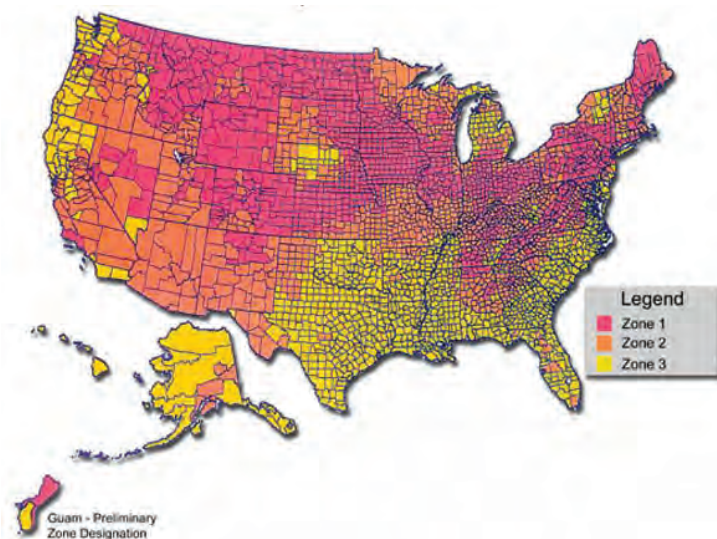 Legend
Zone 1
Zone 2
Zone 3
Guam - Preliminary
Zone Designation